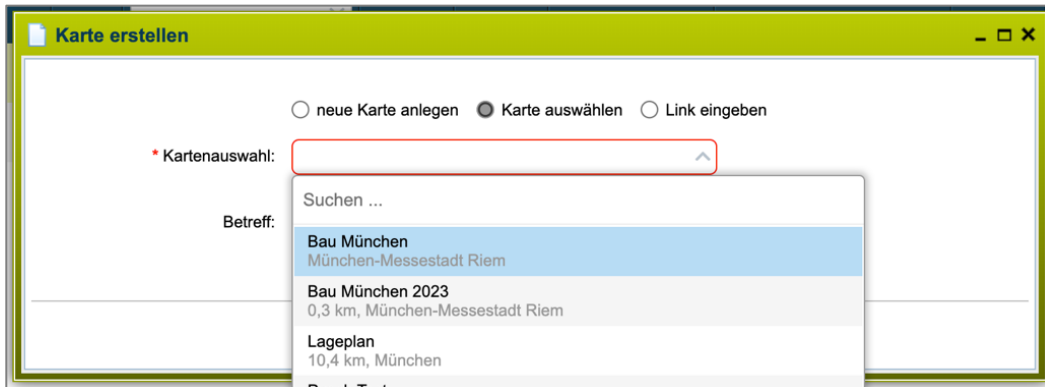 Karte erstellen
neue Karte anlegen Karte auswählen Link eingeben
* Kartenauswahl:
Suchen ...
Betreff:
Bau München
München-Messestadt Riem
Bau München 2023
0,3 km, München-Messestadt Riem
Lageplan
10,4 km, München